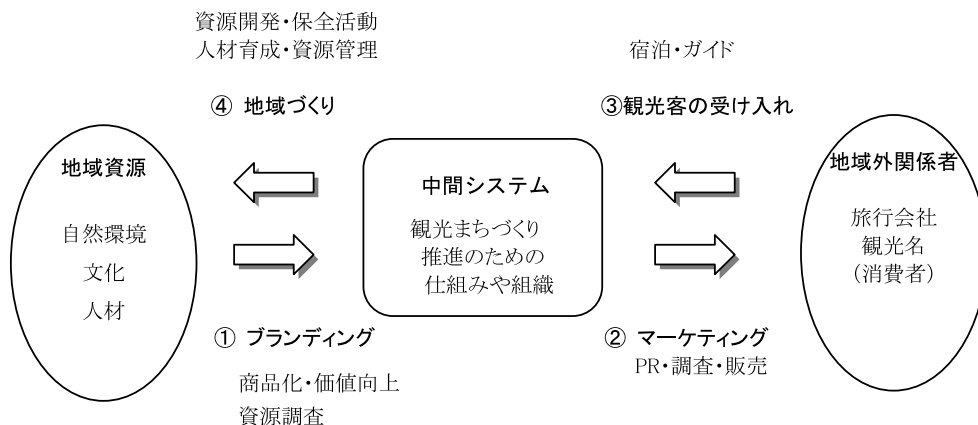 資源開発・保全活動
人材育成・資源管理
④ 地域づくり
宿泊・ガイド
③観光客の受け入れ
地域資源
自然環境
文化
人材
中間システム
観光まちづくり
推進のための
仕組みや組織
地域外関係者
旅行会社
観光名
(消費者)
① ブランディング
商品化・価値向上
資源調査
② マーケティング
PR・調査・販売